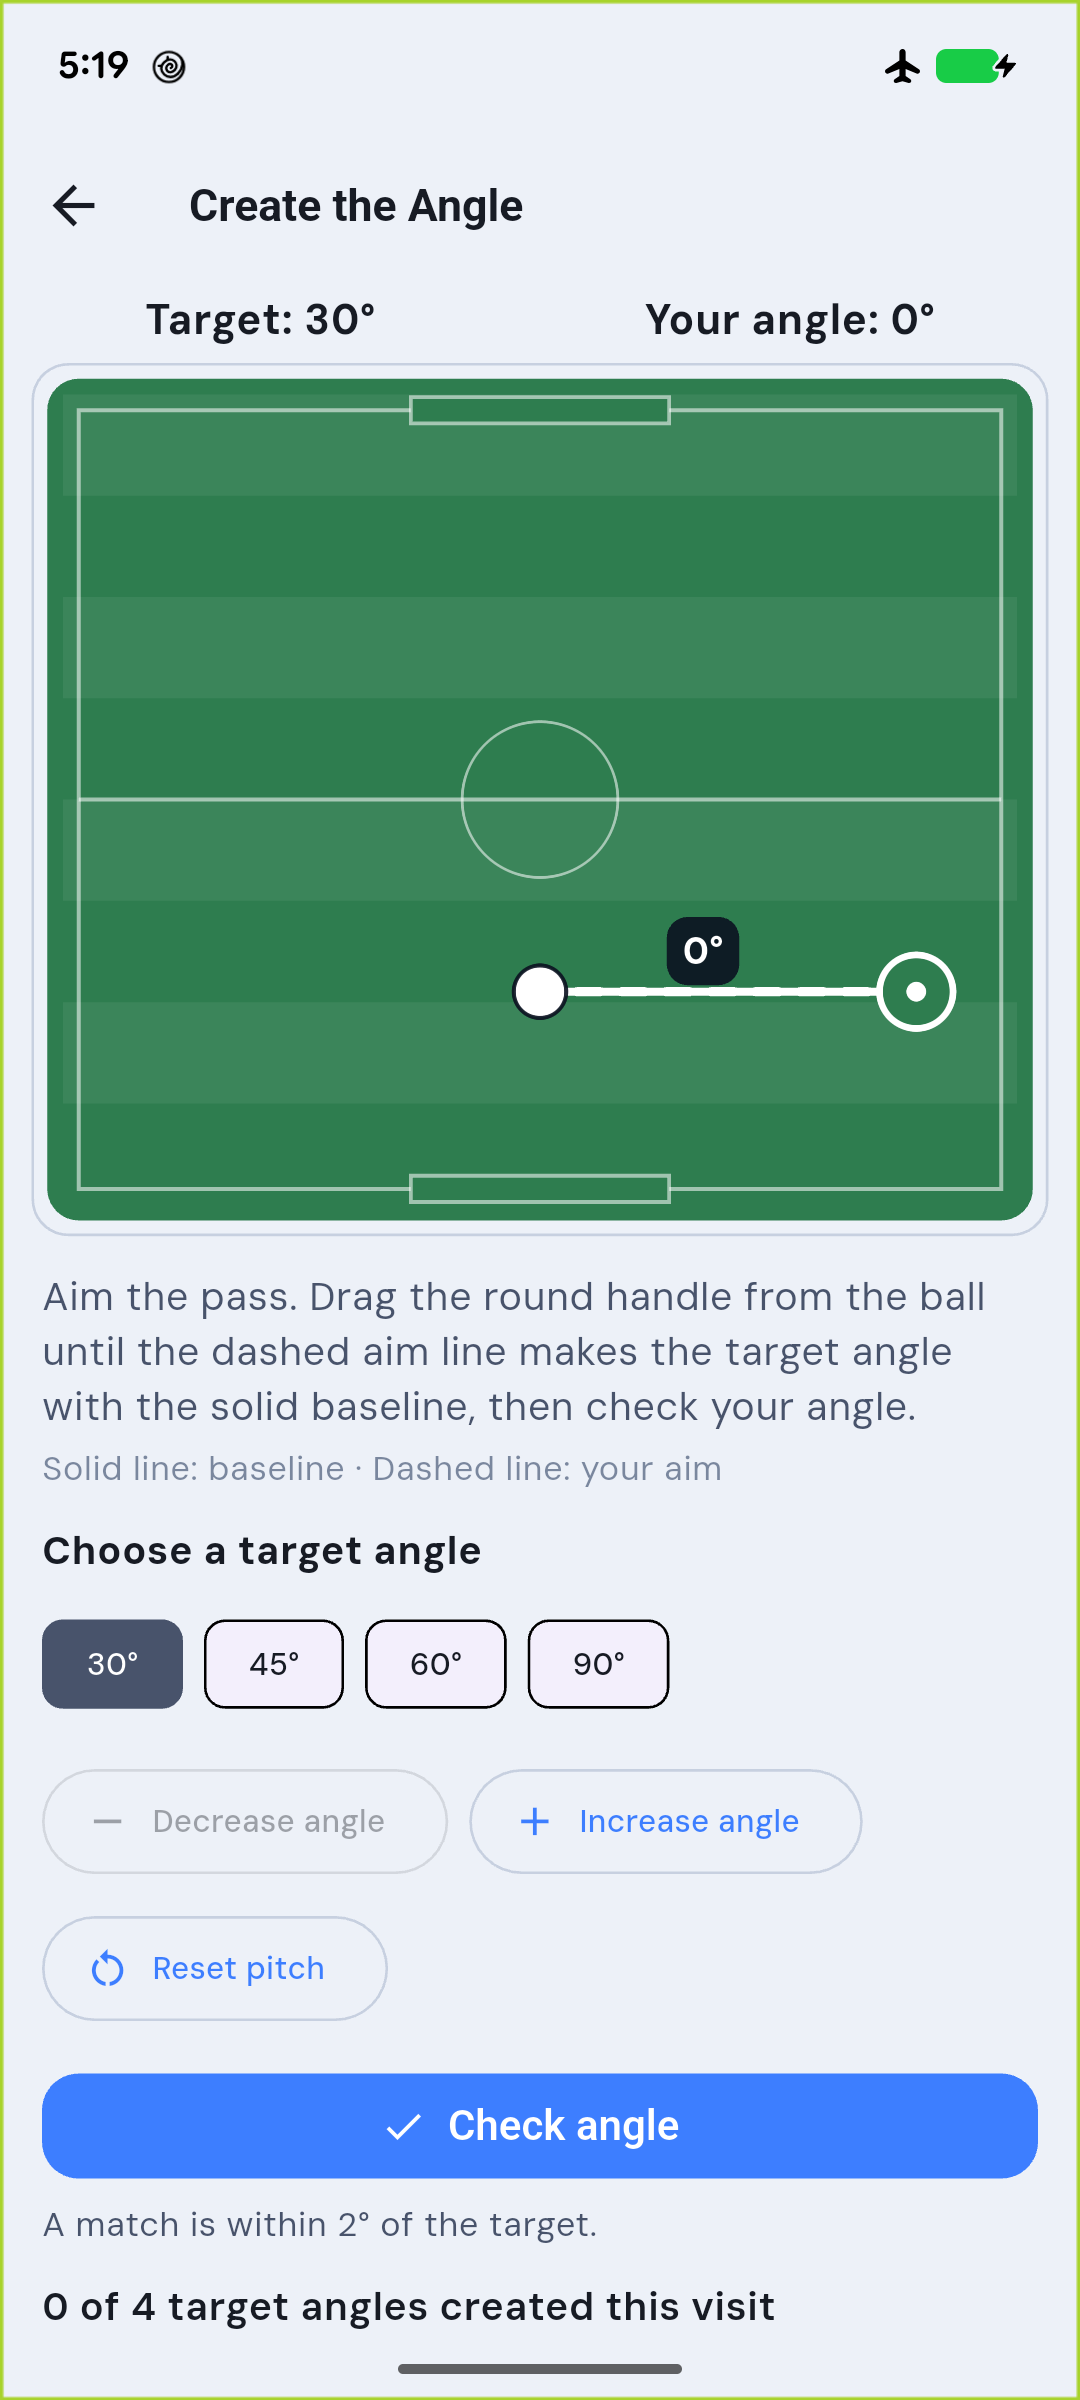 5:19
Create the Angle
Target: 30°
Your angle: 0°
0°
Aim the pass. Drag the round handle from the ball
until the dashed aim line makes the target angle
with the solid baseline, then check your angle.
Solid line: baseline · Dashed line: your aim
Choose a target angle
30°
45°
60°
90°
Decrease angle
Increase angle
Reset pitch
Check angle
A match is within 2° of the target.
0 of 4 target angles created this visit